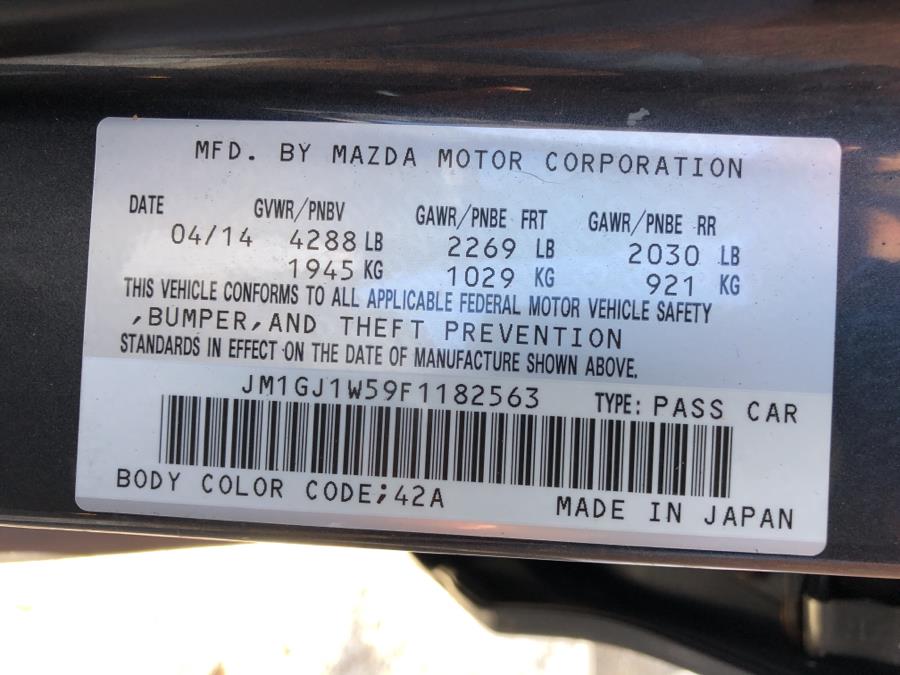 MFD. BY MAZDA MOTOR CORPORATION
DATE GVWR/PNBV GAWR/PNBE FRT GAWR/PNBE RR
04/14 4288 LB 2269 LB 2030 LB
1945 KG 1029 KG 921 KG
THIS VEHICLE CONFORMS TO ALL APPLICABLE FEDERAL MOTOR VEHICLE SAFETY
,BUMPER,AND THEFT PREVENTION
STANDARDS IN EFFECT ON THE DATE OF MANUFACTURE SHOWN ABOVE.
JM1GJ1W59F1182563 TYPE: PASS CAR
BODY COLOR CODE;42A MADE IN JAPAN